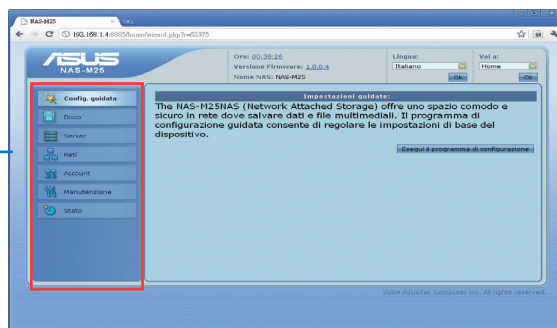 NAS-M25
192.168.1.4:8805/home/wizard.php?s=62375
ASUS
NAS-M25
Ora: 00:38:26
Versione Firmware: 1.0.0.4
Nome NAS: NAS-M25
Lingua:
Italiano
Ok
Vai a:
Home
Ok
Config. guidata
Disco
Server
Reti
Account
Manutenzione
Stato
Impostazioni guidate:
The NAS-M25NAS (Network Attached Storage) offre uno spazio comodo e
sicuro in rete dove salvare dati e file multimediali. Il programma di
configurazione guidata consente di regolare le impostazioni di base del
dispositivo.
Esegui il programma di configurazione
2009 ASUSTek Computer Inc. All rights reserved.